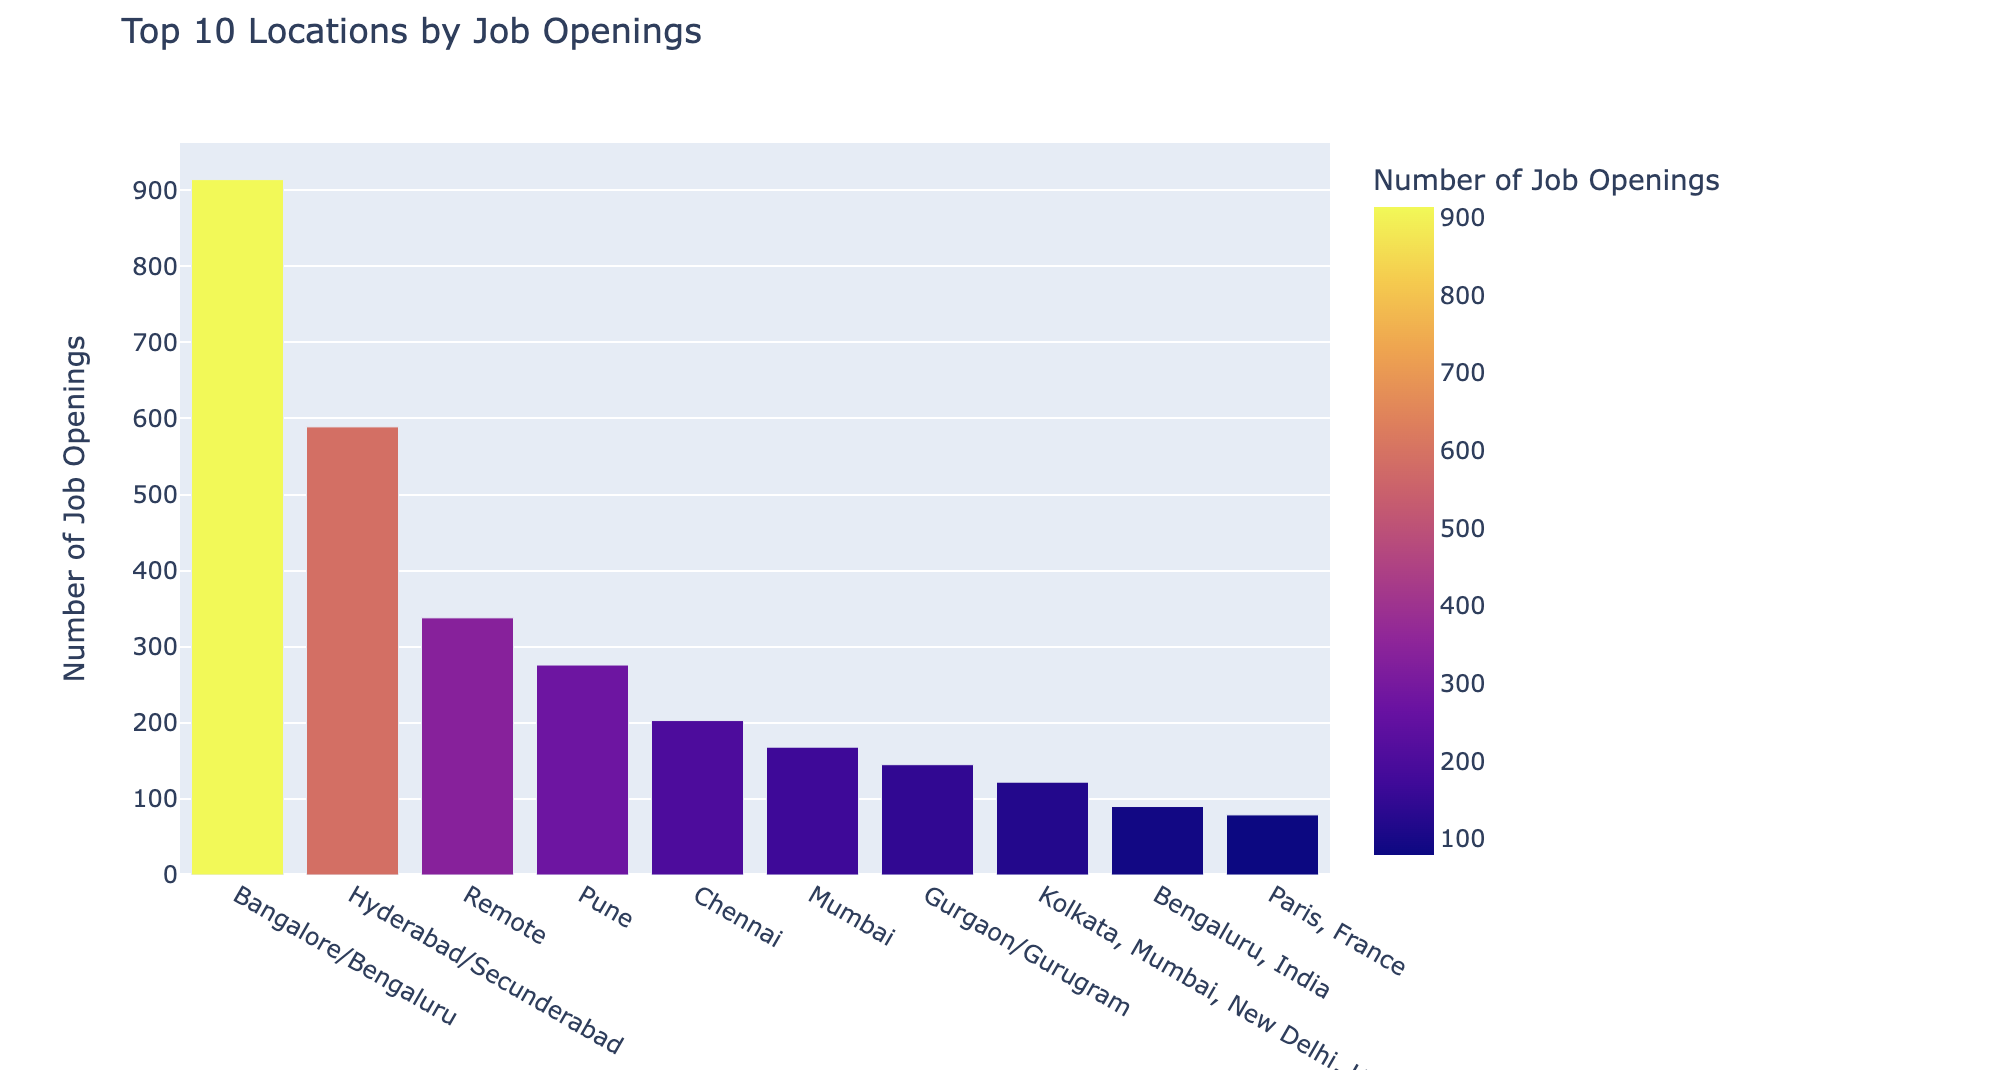 Top 10 Locations by Job Openings
Number of Job Openings
900
800
700
600
500
400
300
200
100
0
Bangalore/Bengaluru
Hyderabad/Secunderabad
Remote
Pune
Chennai
Mumbai
Gurgaon/Gurugram
Kolkata, Mumbai, New Delhi,
Bengaluru, India
Paris, France
Number of Job Openings
900
800
700
600
500
400
300
200
100